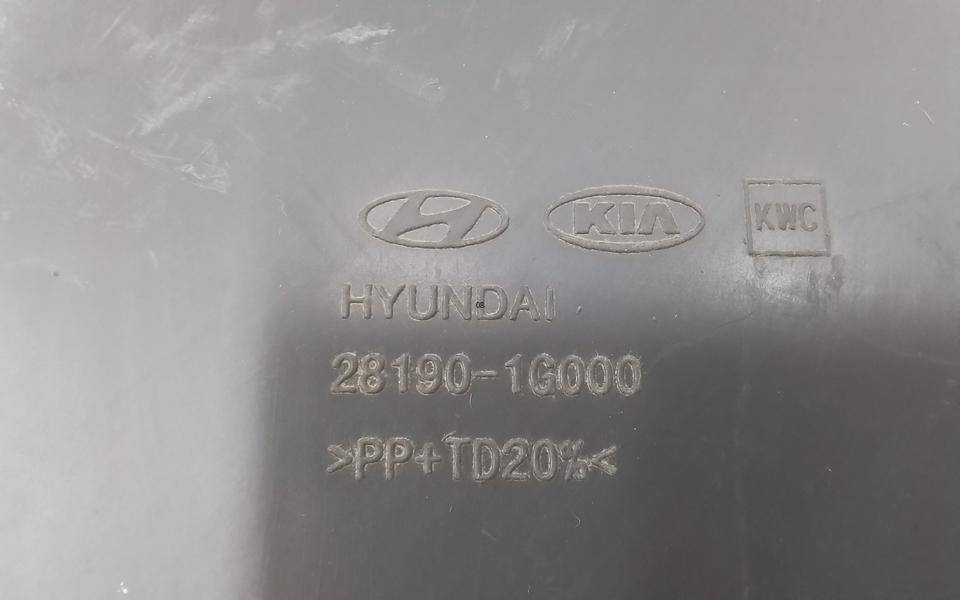 KIA KWC
HYUNDAI
28190-1G000
>PP+TD20%<